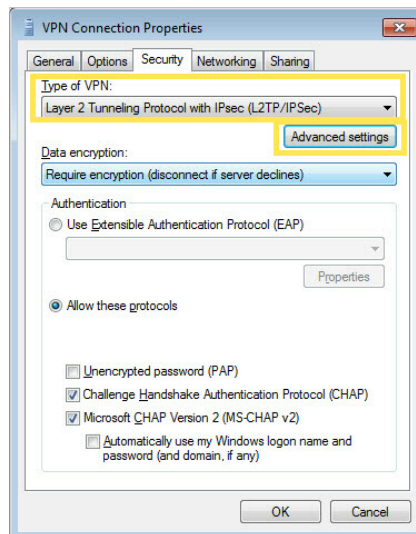 VPN Connection Properties
General Options Security Networking Sharing
Type of VPN:
Layer 2 Tunneling Protocol with IPsec (L2TP/IPSec)
Advanced settings
Data encryption:
Require encryption (disconnect if server declines)
Authentication
Use Extensible Authentication Protocol (EAP)
Properties
Allow these protocols
Unencrypted password (PAP)
Challenge Handshake Authentication Protocol (CHAP)
Microsoft CHAP Version 2 (MS-CHAP v2)
Automatically use my Windows logon name and
password (and domain, if any)
OK Cancel